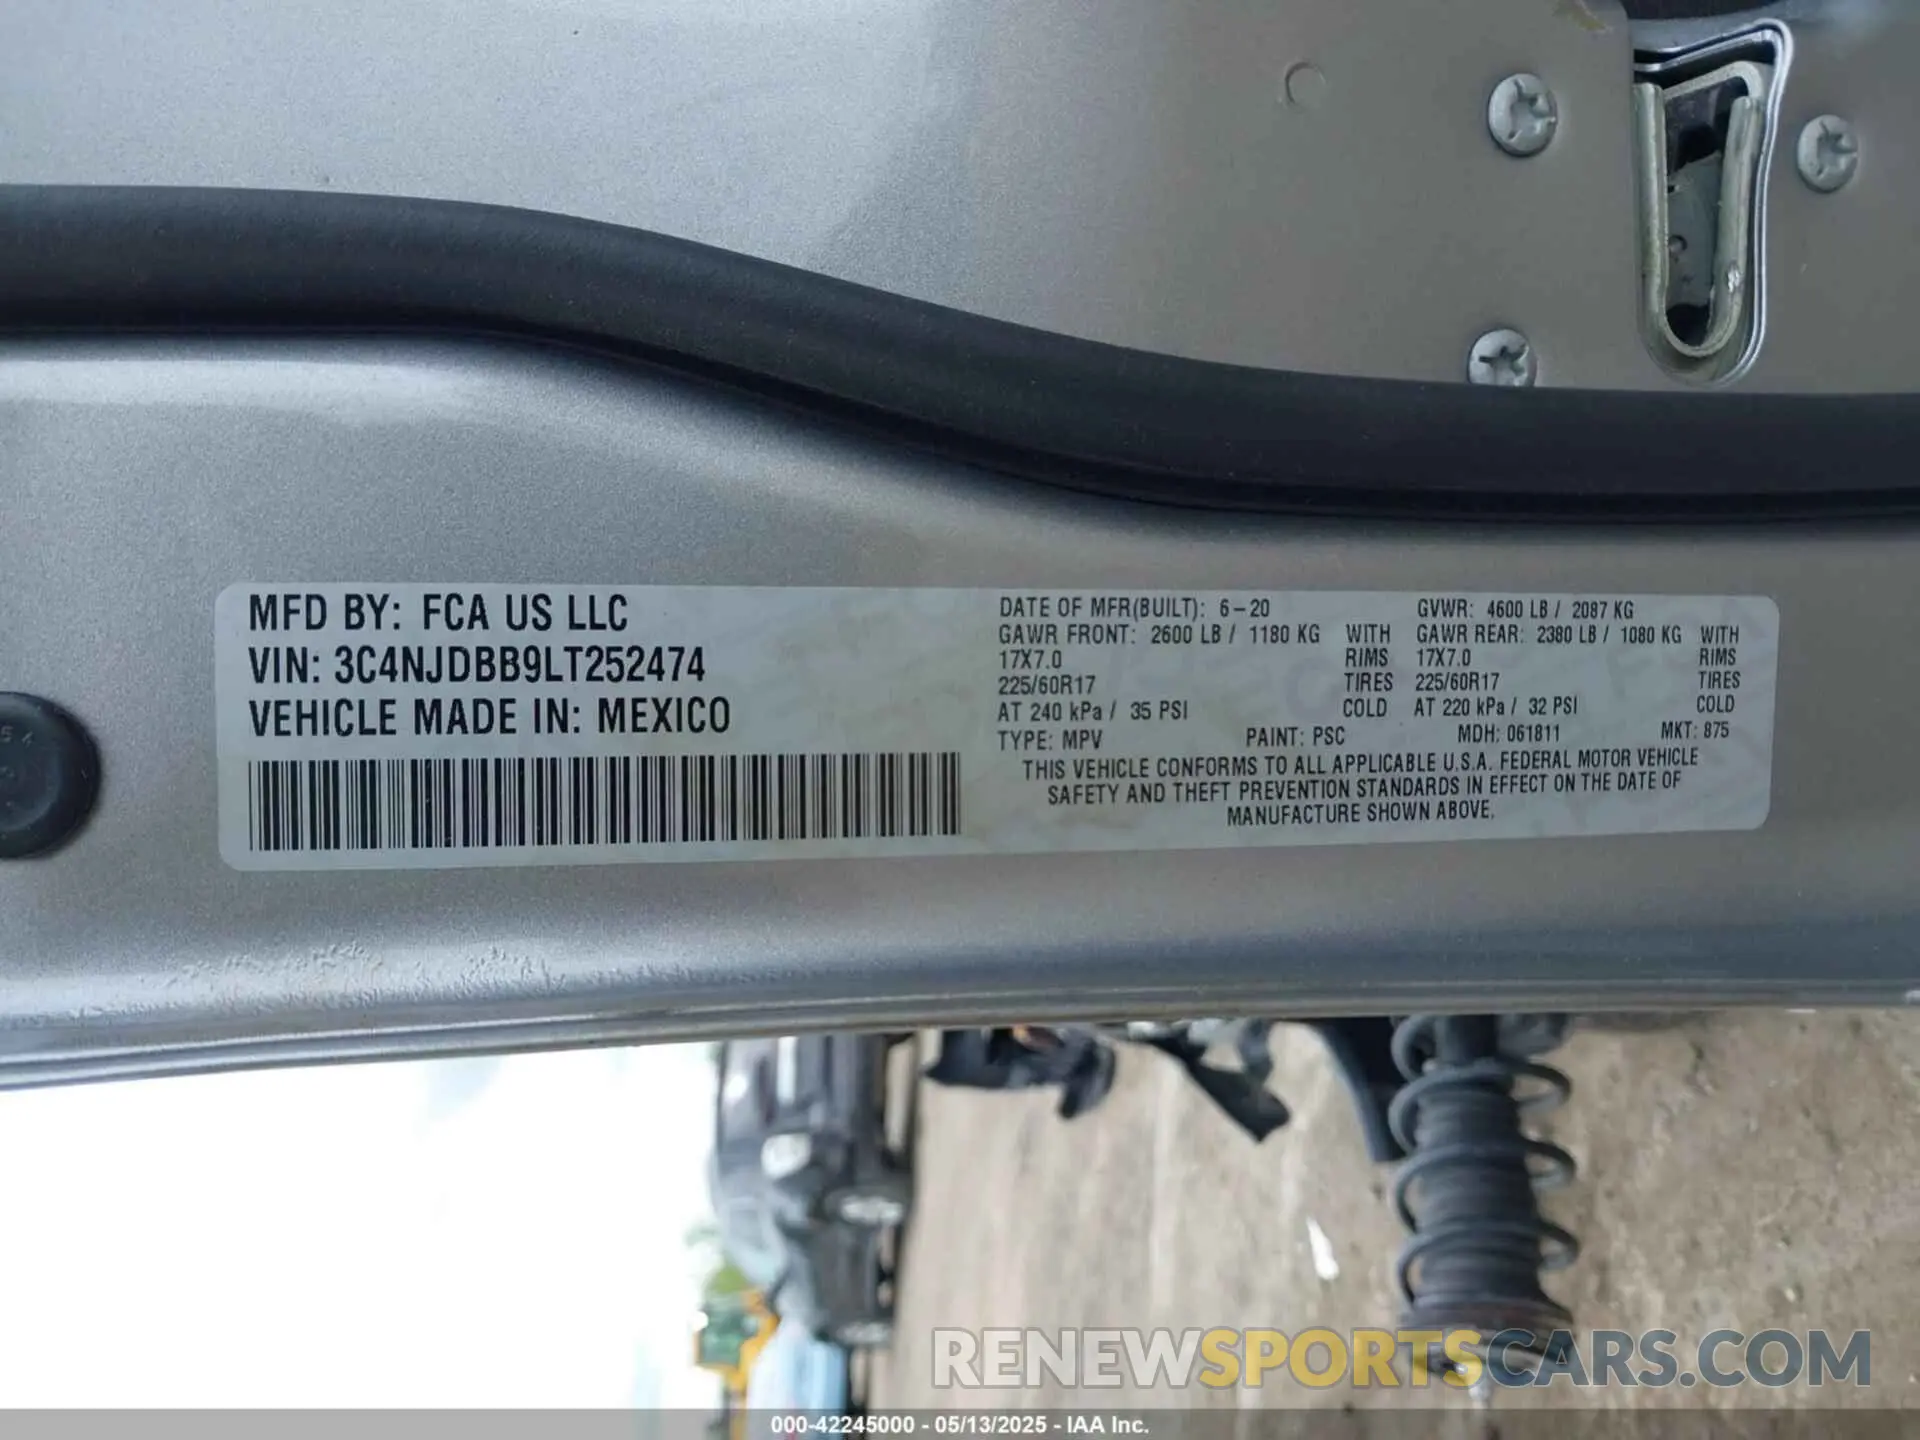 MFD BY: FCA US LLC
VIN: 3C4NJDBB9LT252474
VEHICLE MADE IN: MEXICO
DATE OF MFR(BUILT): 6-20 GVWR: 4600 LB / 2087 KG
GAWR FRONT: 2600 LB / 1180 KG WITH GAWR REAR: 2380 LB / 1080 KG WITH
17X7.0 RIMS 17X7.0 RIMS
225/60R17 TIRES 225/60R17 TIRES
AT 240 kPa / 35 PSI COLD AT 220 kPa / 32 PSI COLD
TYPE: MPV PAINT: PSC MDH: 061811 MKT: 875
THIS VEHICLE CONFORMS TO ALL APPLICABLE U.S.A. FEDERAL MOTOR VEHICLE
SAFETY AND THEFT PREVENTION STANDARDS IN EFFECT ON THE DATE OF
MANUFACTURE SHOWN ABOVE.
RENEWSPORTSCARS.COM
000-42245000 - 05/13/2025 - IAA Inc.